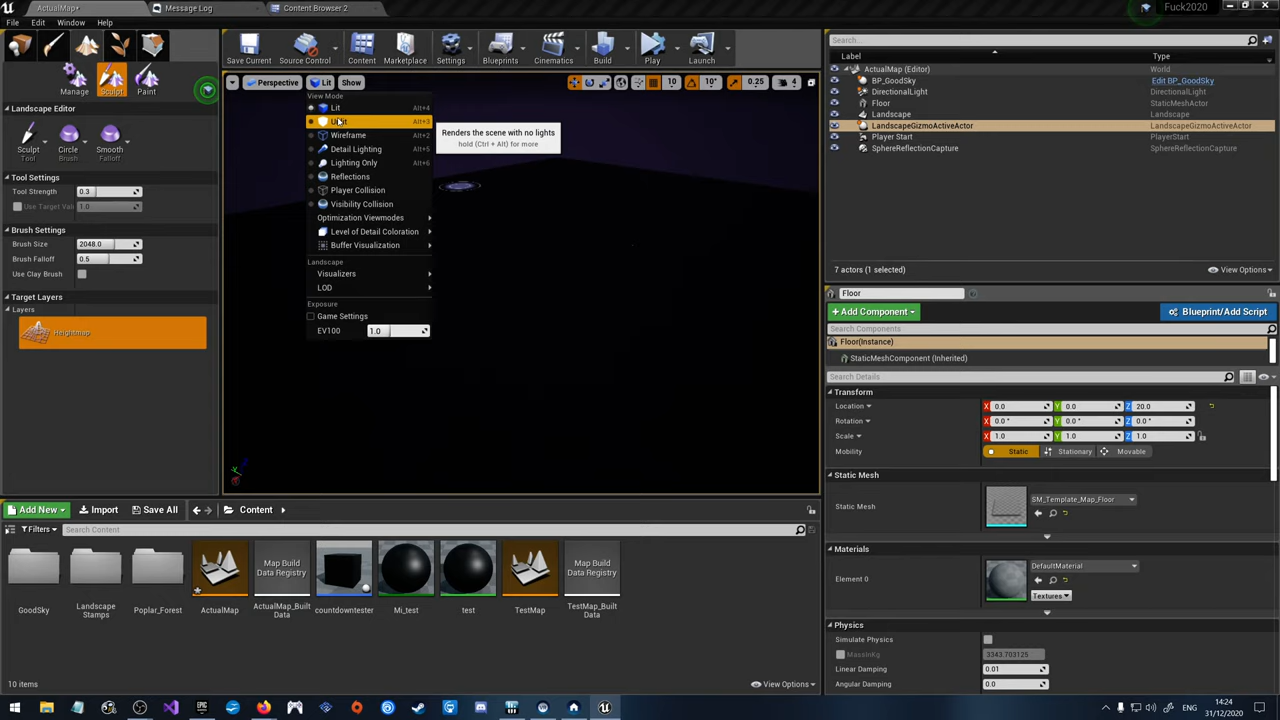 ActualMap*
Message Log
Content Browser 2
Fuck2020
File Edit Window Help
Manage Sculpt Paint
Save Current Source Control Content Marketplace Settings Blueprints Cinematics Build Play Launch
Landscape Editor
Sculpt Circle Smooth
Tool Brush Falloff
Tool Settings
Tool Strength 0.3
Use Target Val 1.0
Brush Settings
Brush Size 2048.0
Brush Falloff 0.5
Use Clay Brush
Target Layers
Layers
Heightmap
Perspective Lit Show
10 10° 0.25 4
View Mode
Lit Alt+4
Alt+3
Wireframe Alt+2
Detail Lighting Alt+5
Lighting Only Alt+6
Reflections
Player Collision
Visibility Collision
Optimization Viewmodes
Level of Detail Coloration
Buffer Visualization
Landscape
Visualizers
LOD
Exposure
Game Settings
EV100 1.0
Renders the scene with no lights
hold (Ctrl + Alt) for more
Search...
Label Type
ActualMap (Editor) World
BP_GoodSky Edit BP_GoodSky
DirectionalLight DirectionalLight
Floor StaticMeshActor
Landscape Landscape
LandscapeGizmoActiveActor LandscapeGizmoActiveActor
Player Start PlayerStart
SphereReflectionCapture SphereReflectionCapture
7 actors (1 selected) View Options
Floor
+ Add Component Blueprint/Add Script
Search Components
Floor(Instance)
StaticMeshComponent (Inherited)
Search Details
Transform
Location X 0.0 Y 0.0 Z 20.0
Rotation X 0.0 ° Y 0.0 ° Z 0.0 °
Scale X 1.0 Y 1.0 Z 1.0
Mobility Static Stationary Movable
Static Mesh
Static Mesh SM_Template_Map_Floor
Materials
Element 0 DefaultMaterial
Textures
Physics
Simulate Physics
MassInKg 3343.703125
Linear Damping 0.01
Angular Damping 0.0
Add New Import Save All Content
Filters Search Content
Map Build Data Registry
Map Build Data Registry
GoodSky
Landscape Stamps
Poplar_Forest
ActualMap
ActualMap_Built Data
countdowntester
Mi_test
test
TestMap
TestMap_Built Data
10 items View Options
ENG 14:24
31/12/2020